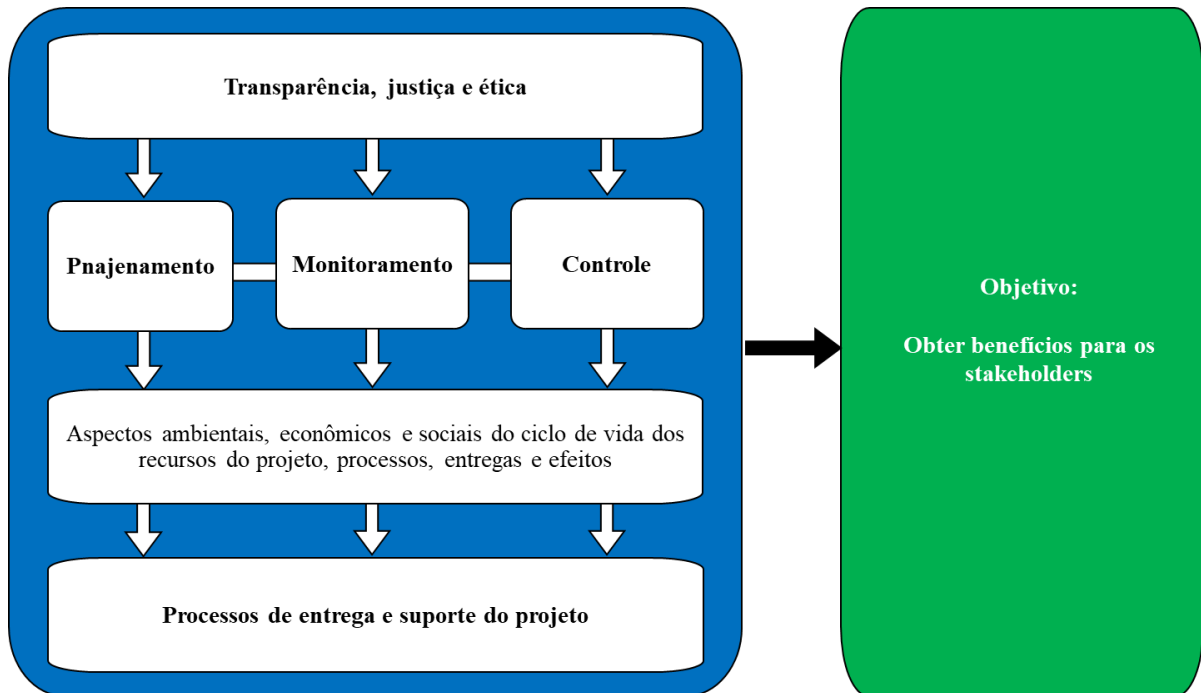 Transparência, justiça e ética
Pnajenamento
Monitoramento
Controle
Aspectos ambientais, econômicos e sociais do ciclo de vida dos
recursos do projeto, processos, entregas e efeitos
Processos de entrega e suporte do projeto
Objetivo:
Obter benefícios para os
stakeholders